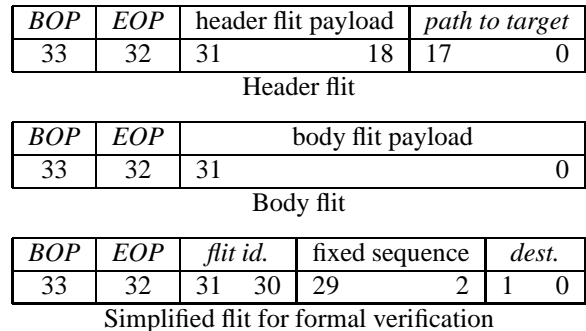 BOP EOP header flit payload path to target
33 32 31 18 17 0
Header flit
BOP EOP body flit payload
33 32 31 0
Body flit
BOP EOP flit id. fixed sequence dest.
33 32 31 30 29 2 1 0
Simplified flit for formal verification